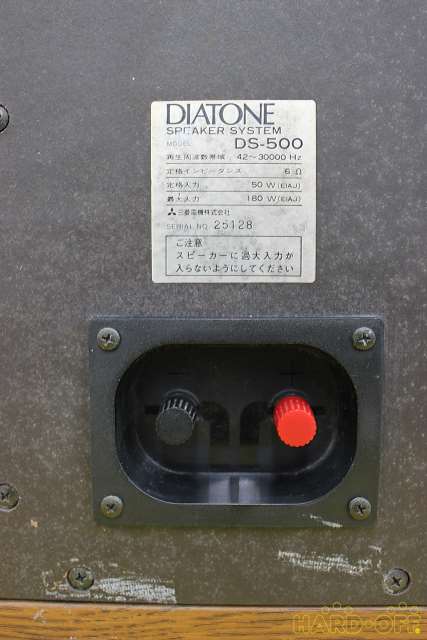 DIATONE
SPEAKER SYSTEM
MODEL DS-500
再生周波数帯域 42~30000 Hz
定格インピーダンス 6 Ω
定格入力 50 W(EIAJ)
最大入力 180 W(EIAJ)
三菱電機株式会社
SERIAL NO. 25128
ご注意
スピーカーに過大入力が
入らないようにしてください
- +
HARD-OFF